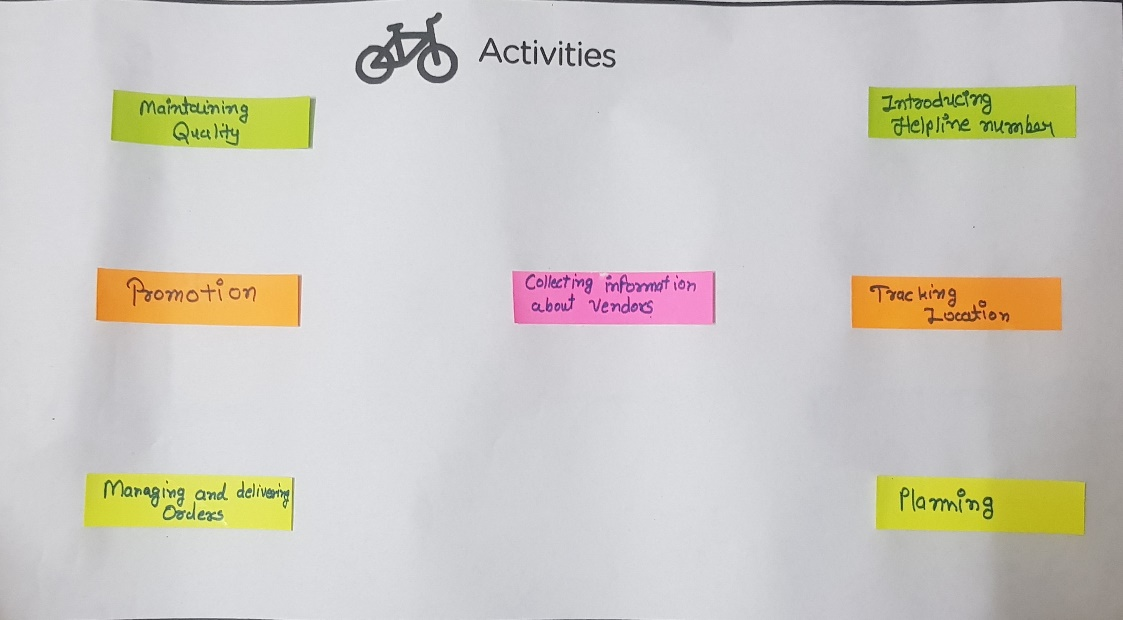 Activities
Maintaining
Quality
Introducing
Helpline number
Promotion
Collecting information
about Vendors
Tracking
Location
Managing and delivering
Orders
Planning